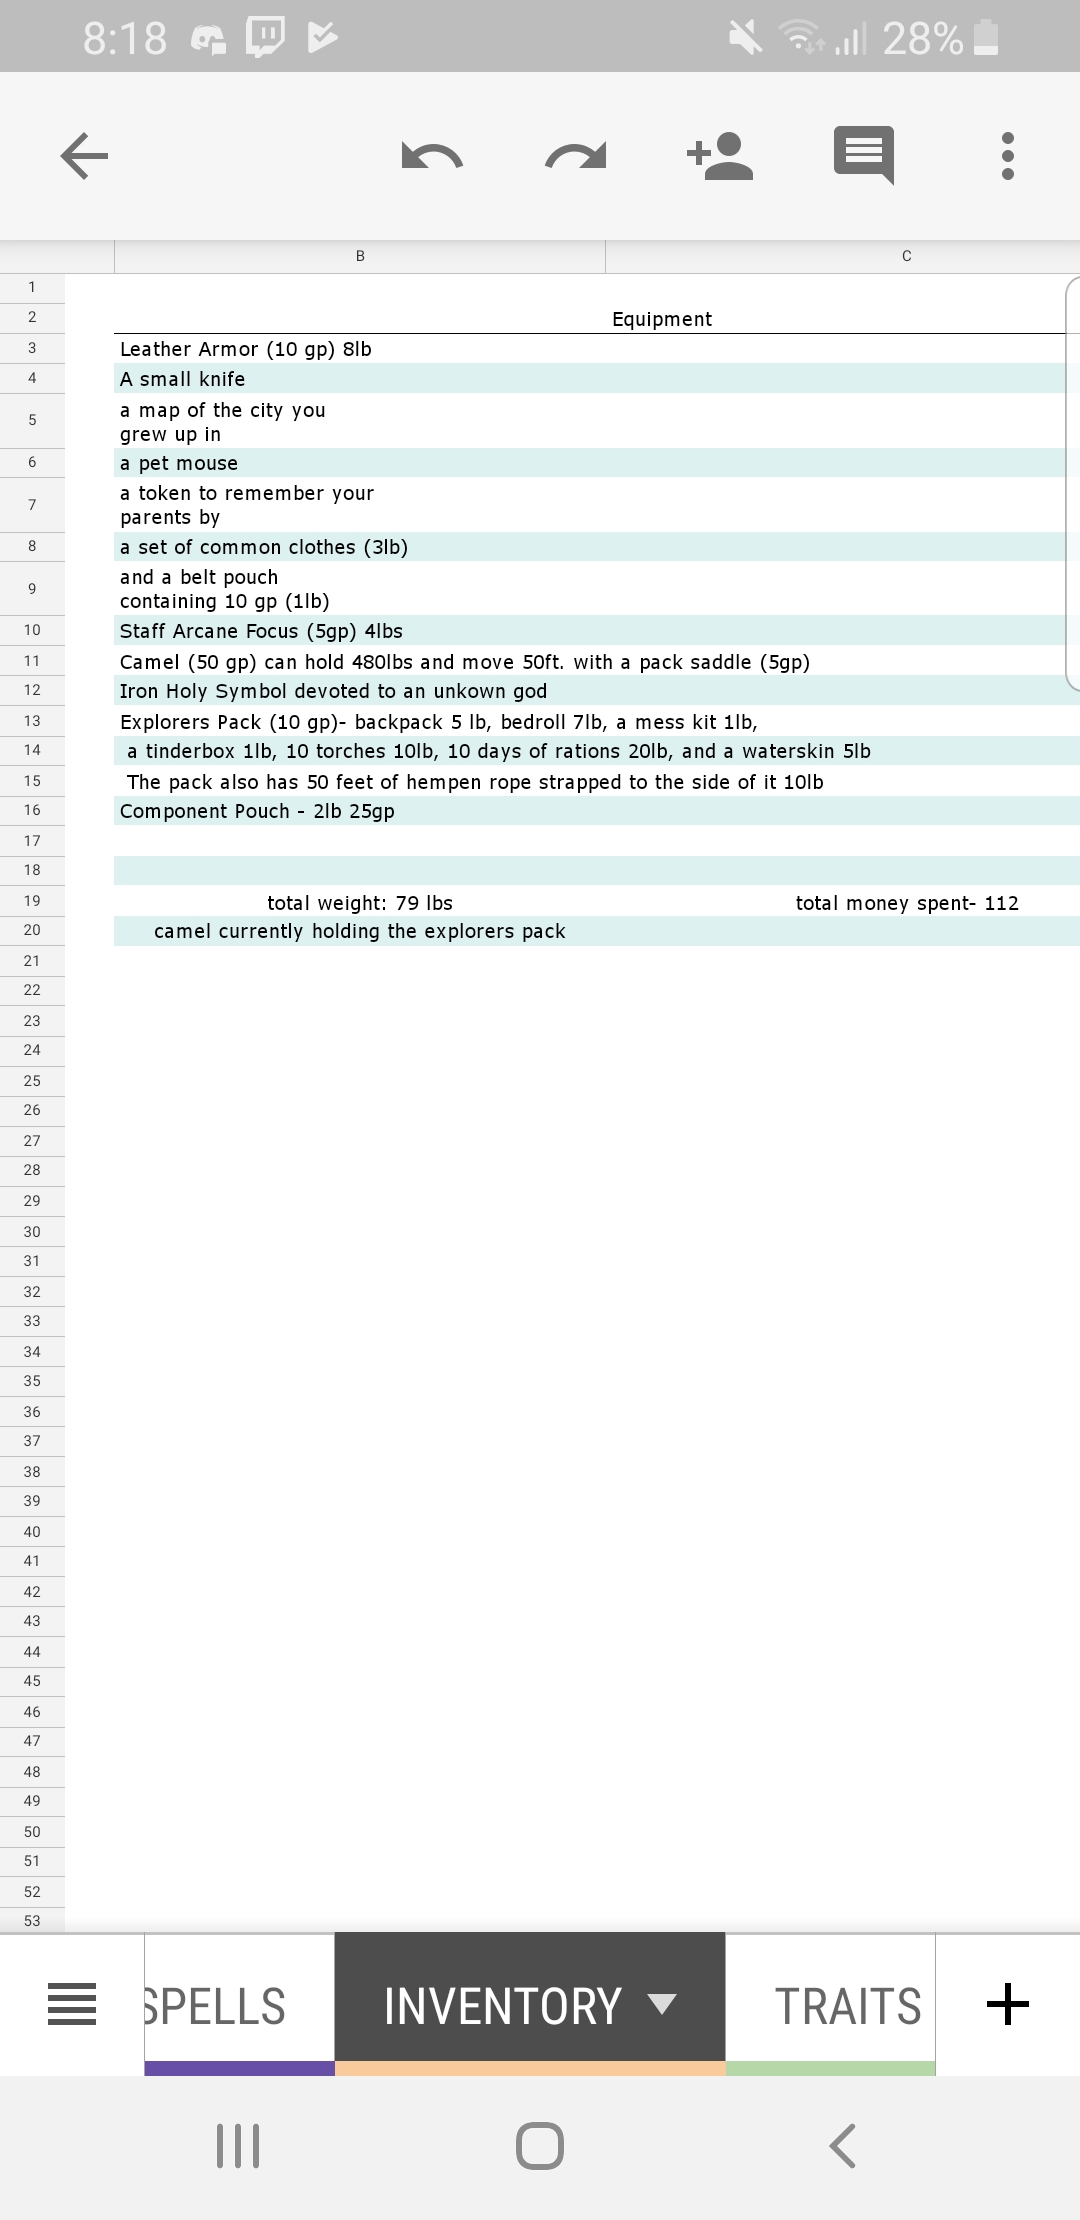 8:18
28%
B C
1
2 Equipment
3 Leather Armor (10 gp) 8lb
4 A small knife
5 a map of the city you
grew up in
6 a pet mouse
7 a token to remember your
parents by
8 a set of common clothes (3lb)
9 and a belt pouch
containing 10 gp (1lb)
10 Staff Arcane Focus (5gp) 4lbs
11 Camel (50 gp) can hold 480lbs and move 50ft. with a pack saddle (5gp)
12 Iron Holy Symbol devoted to an unkown god
13 Explorers Pack (10 gp)- backpack 5 lb, bedroll 7lb, a mess kit 1lb,
14 a tinderbox 1lb, 10 torches 10lb, 10 days of rations 20lb, and a waterskin 5lb
15 The pack also has 50 feet of hempen rope strapped to the side of it 10lb
16 Component Pouch - 2lb 25gp
17
18
19 total weight: 79 lbs total money spent- 112
20 camel currently holding the explorers pack
21
22
23
24
25
26
27
28
29
30
31
32
33
34
35
36
37
38
39
40
41
42
43
44
45
46
47
48
49
50
51
52
53
SPELLS INVENTORY TRAITS